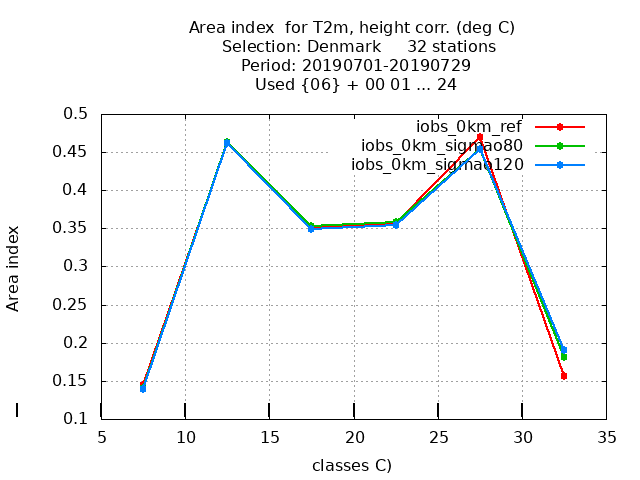 Area index  for T2m, height corr. (deg C)
Selection: Denmark     32 stations
Period: 20190701-20190729
Used {06} + 00 01 ... 24
iobs_0km_ref
iobs_0km_sigmao80
iobs_0km_sigmao120
0.5
0.45
0.4
0.35
0.3
0.25
0.2
0.15
0.1
5
10
15
20
25
30
35
Area index
classes C)